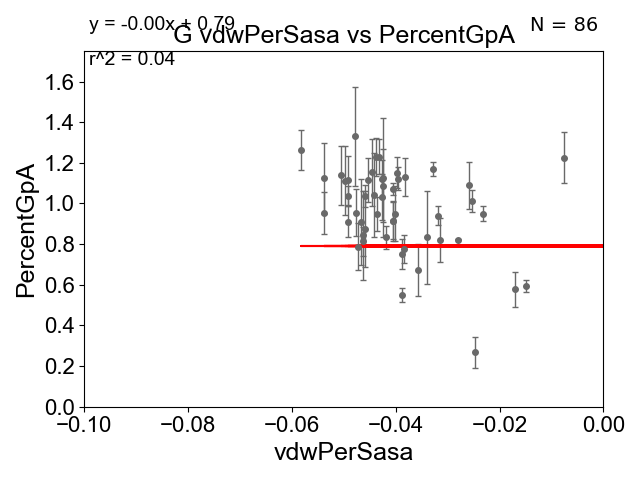 y = -0.00x + 0.79
N = 86
G vdwPerSasa vs PercentGpA
r^2 = 0.04
PercentGpA
1.6
1.4
1.2
1.0
0.8
0.6
0.4
0.2
0.0
−0.10
−0.08
−0.06
−0.04
−0.02
0.00
vdwPerSasa